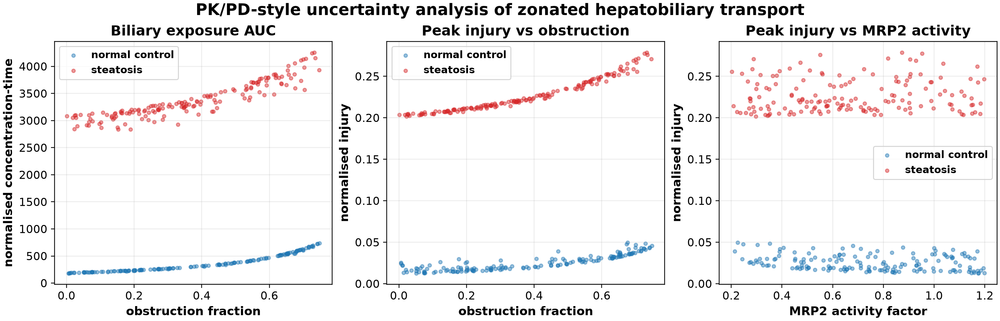 PK/PD-style uncertainty analysis of zonated hepatobiliary transport
Biliary exposure AUC
normalised concentration-time
4000
3500
3000
2500
2000
1500
1000
500
0
normal control
steatosis
0.0 0.2 0.4 0.6
obstruction fraction
Peak injury vs obstruction
normalised injury
0.25
0.20
0.15
0.10
0.05
0.00
normal control
steatosis
0.0 0.2 0.4 0.6
obstruction fraction
Peak injury vs MRP2 activity
normalised injury
0.25
0.20
0.15
0.10
0.05
0.00
normal control
steatosis
0.2 0.4 0.6 0.8 1.0 1.2
MRP2 activity factor